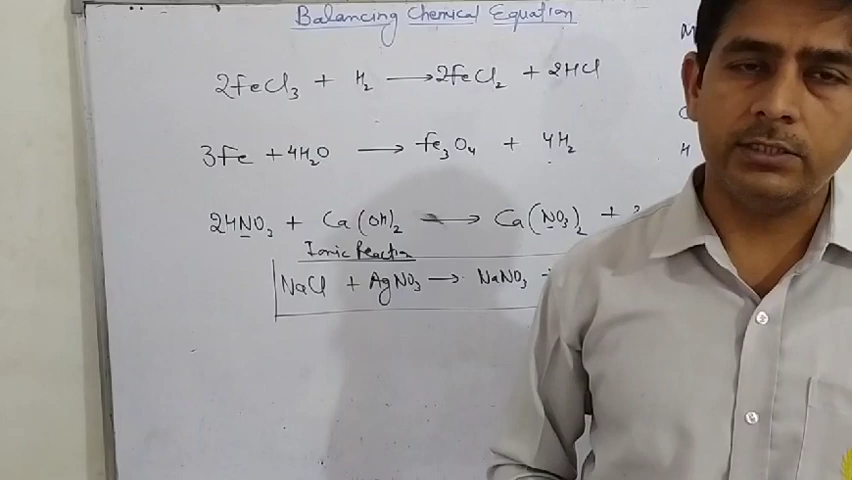 Balancing Chemical Equation
2FeCl₃ + H₂ ⟶ 2FeCl₂ + 2HCl
3Fe + 4H₂O ⟶ Fe₃O₄ + 4H₂
2HNO₃ + Ca(OH)₂ ⟶ Ca(NO₃)₂ +
Ionic Reaction
NaCl + AgNO₃ ⟶ NaNO₃ +
M
H